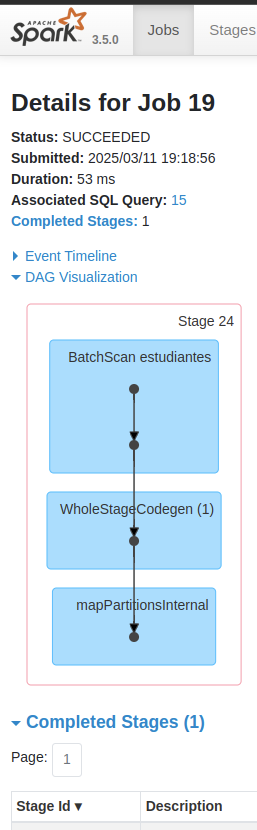 APACHE
Spark 3.5.0 Jobs Stages
Details for Job 19
Status: SUCCEEDED
Submitted: 2025/03/11 19:18:56
Duration: 53 ms
Associated SQL Query: 15
Completed Stages: 1
Event Timeline
DAG Visualization
Stage 24
BatchScan estudiantes
WholeStageCodegen (1)
mapPartitionsInternal
Completed Stages (1)
Page: 1
Stage Id ▾ Description